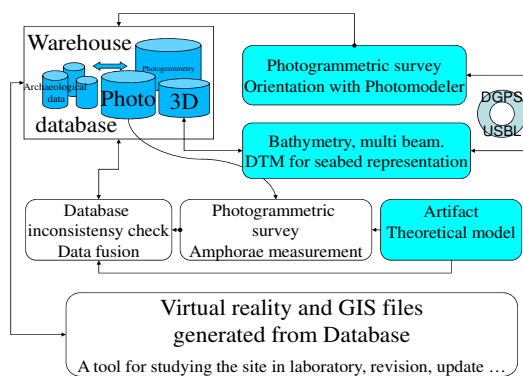 Warehouse
Photogrammetry
Archaeological
data
Photo
3D
database
Photogrammetric survey
Orientation with Photomodeler
DGPS
USBL
Bathymetry, multi beam.
DTM for seabed representation
Database
inconsistensy check
Data fusion
Photogrammetric
survey
Amphorae measurement
Artifact
Theoretical model
Virtual reality and GIS files
generated from Database
A tool for studying the site in laboratory, revision, update ...